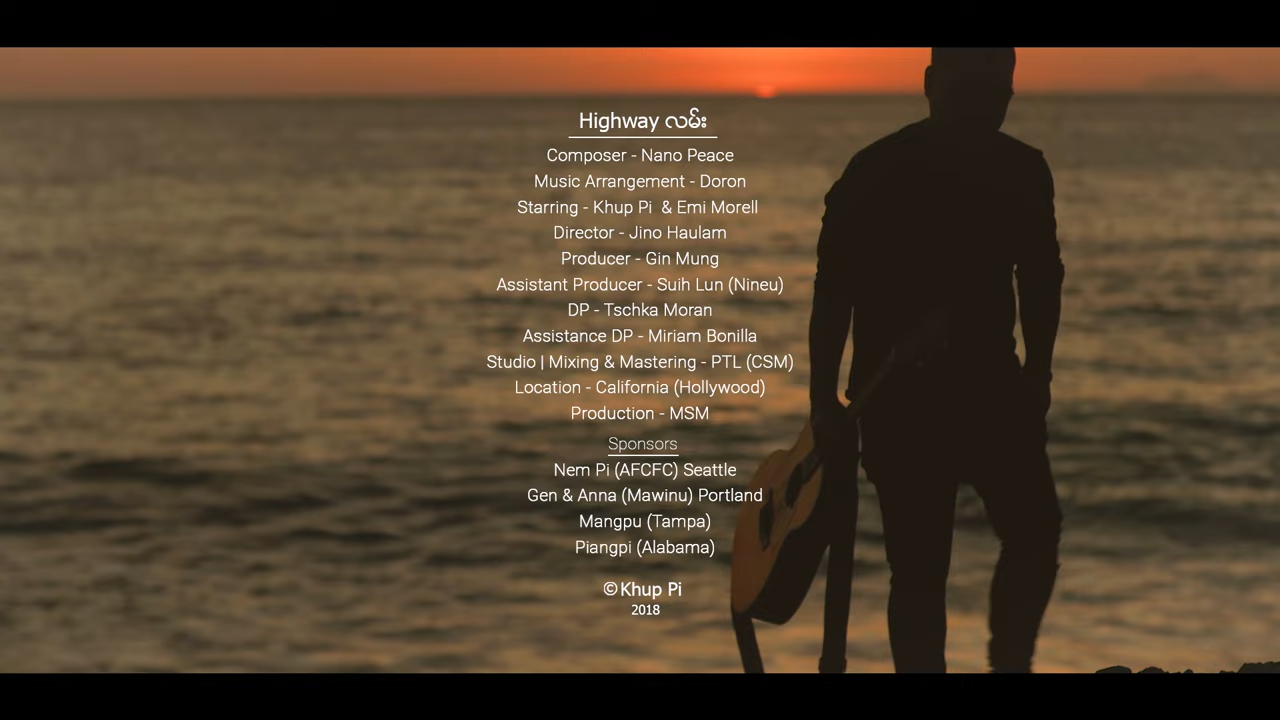 Highway လမ်း
Composer - Nano Peace
Music Arrangement - Doron
Starring - Khup Pi  & Emi Morell
Director - Jino Haulam
Producer - Gin Mung
Assistant Producer - Suih Lun (Nineu)
DP - Tschka Moran
Assistance DP - Miriam Bonilla
Studio | Mixing & Mastering - PTL (CSM)
Location - California (Hollywood)
Production - MSM
Sponsors
Nem Pi (AFCFC) Seattle
Gen & Anna (Mawinu) Portland
Mangpu (Tampa)
Piangpi (Alabama)
©Khup Pi
2018